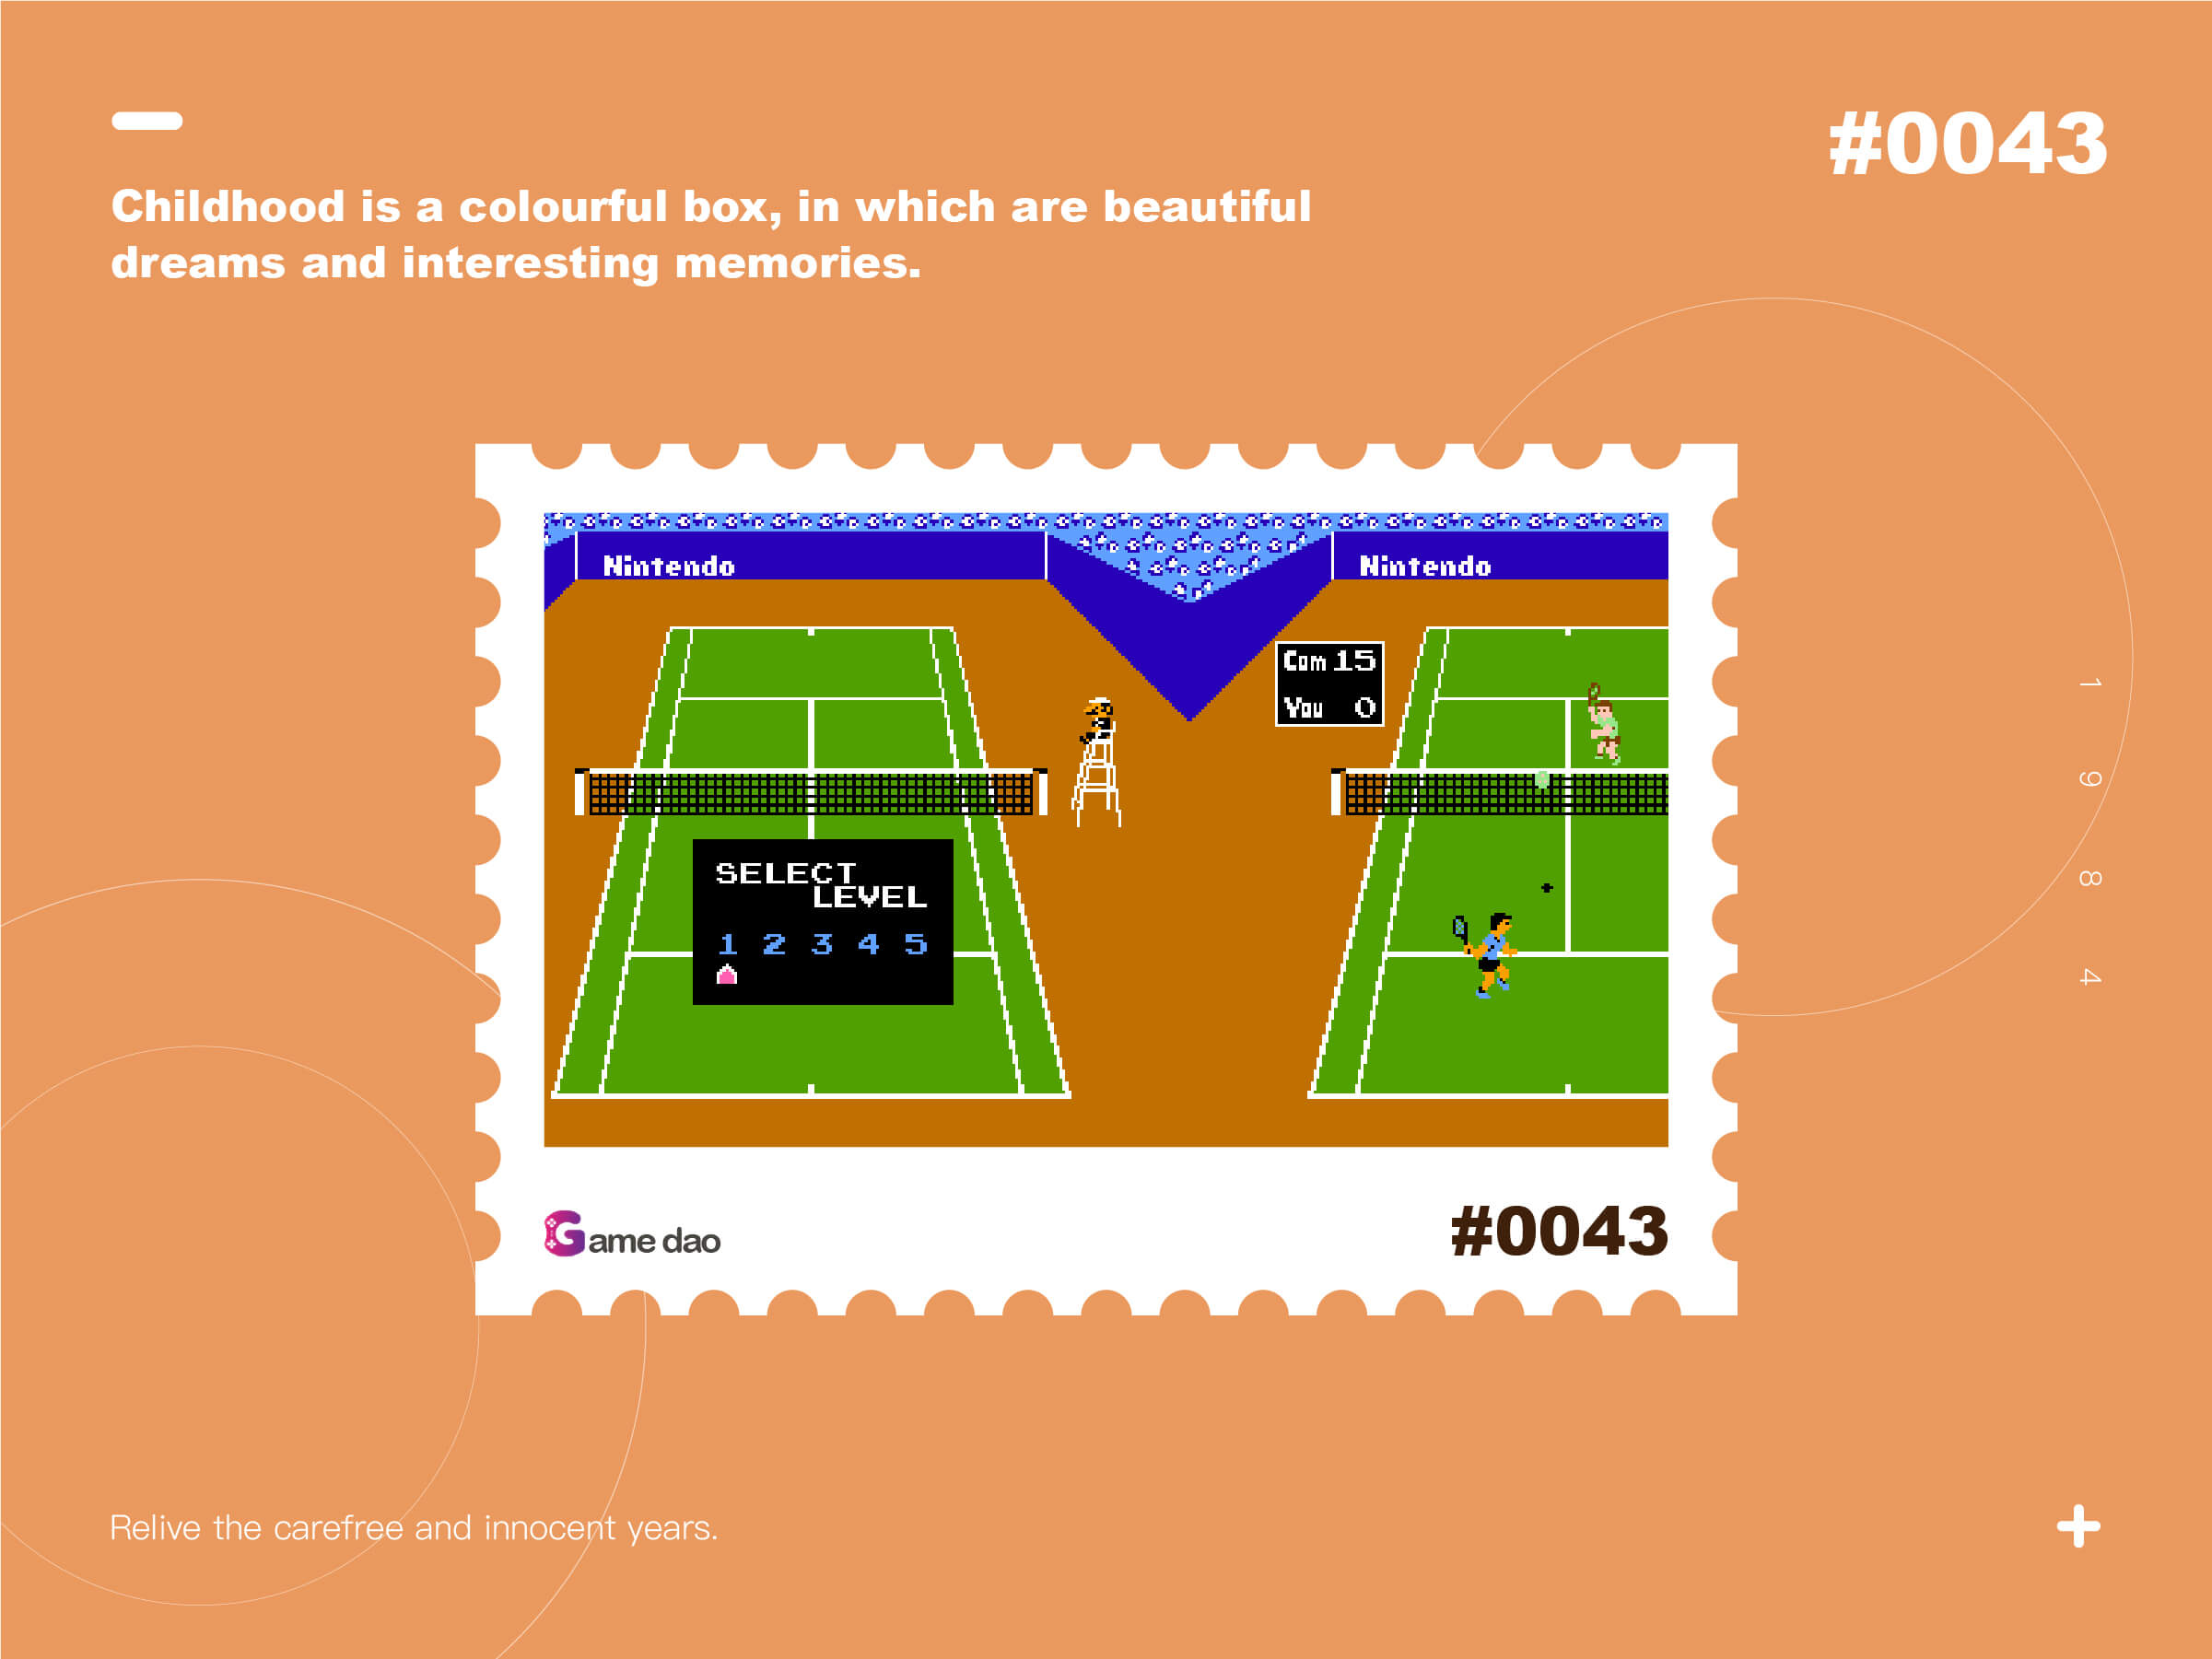 #0043
Childhood is a colourful box, in which are beautiful
dreams and interesting memories.
Nintendo
Nintendo
Com 15
You 0
SELECT
LEVEL
1 2 3 4 5
1 9 8 4
Game dao
#0043
Relive the carefree and innocent years.